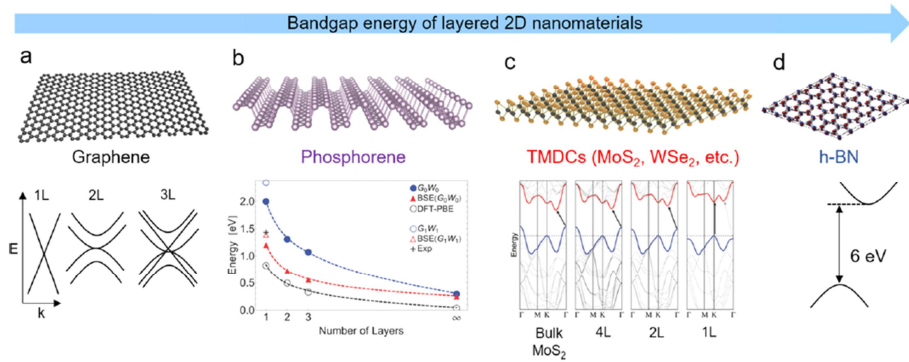 Bandgap energy of layered 2D nanomaterials
a
b
c
d
Graphene
Phosphorene
TMDCs (MoS₂, WSe₂, etc.)
h-BN
1L
2L
3L
E
k
G₀W₀
BSE(G₀W₀)
DFT-PBE
G₁W₁
BSE(G₁W₁)
Exp
Energy [eV]
2.0
1.5
1.0
0.5
0.0
1 2 3 ∞
Number of Layers
Energy
Γ M K Γ
Γ M K Γ
Γ M K Γ
Γ M K Γ
Bulk
MoS₂
4L
2L
1L
6 eV